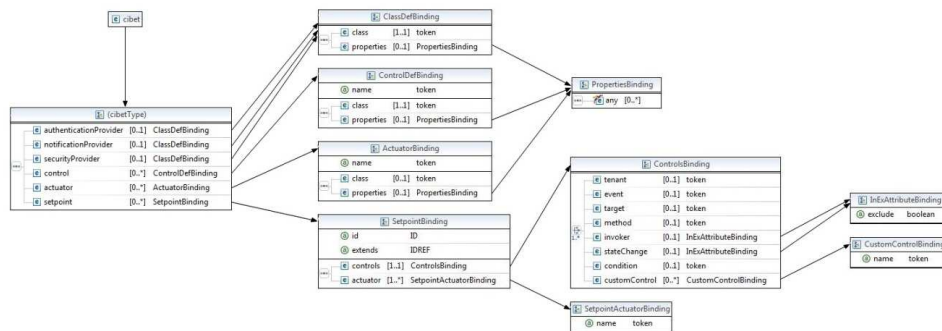 cibet
(cibetType)
authenticationProvider [0..1] ClassDefBinding
notificationProvider [0..1] ClassDefBinding
securityProvider [0..1] ClassDefBinding
control [0..*] ControlDefBinding
actuator [0..*] ActuatorBinding
setpoint [0..*] SetpointBinding
ClassDefBinding
class [1..1] token
properties [0..1] PropertiesBinding
ControlDefBinding
name token
class [1..1] token
properties [0..1] PropertiesBinding
ActuatorBinding
name token
class [0..1] token
properties [0..1] PropertiesBinding
SetpointBinding
id ID
extends IDREF
controls [1..1] ControlsBinding
actuator [1..*] SetpointActuatorBinding
PropertiesBinding
any [0..*]
ControlsBinding
tenant [0..1] token
event [0..1] token
target [0..1] token
method [0..1] token
invoker [0..1] InExAttributeBinding
stateChange [0..1] InExAttributeBinding
condition [0..1] token
customControl [0..*] CustomControlBinding
1..*
SetpointActuatorBinding
name token
InExAttributeBinding
exclude boolean
CustomControlBinding
name token